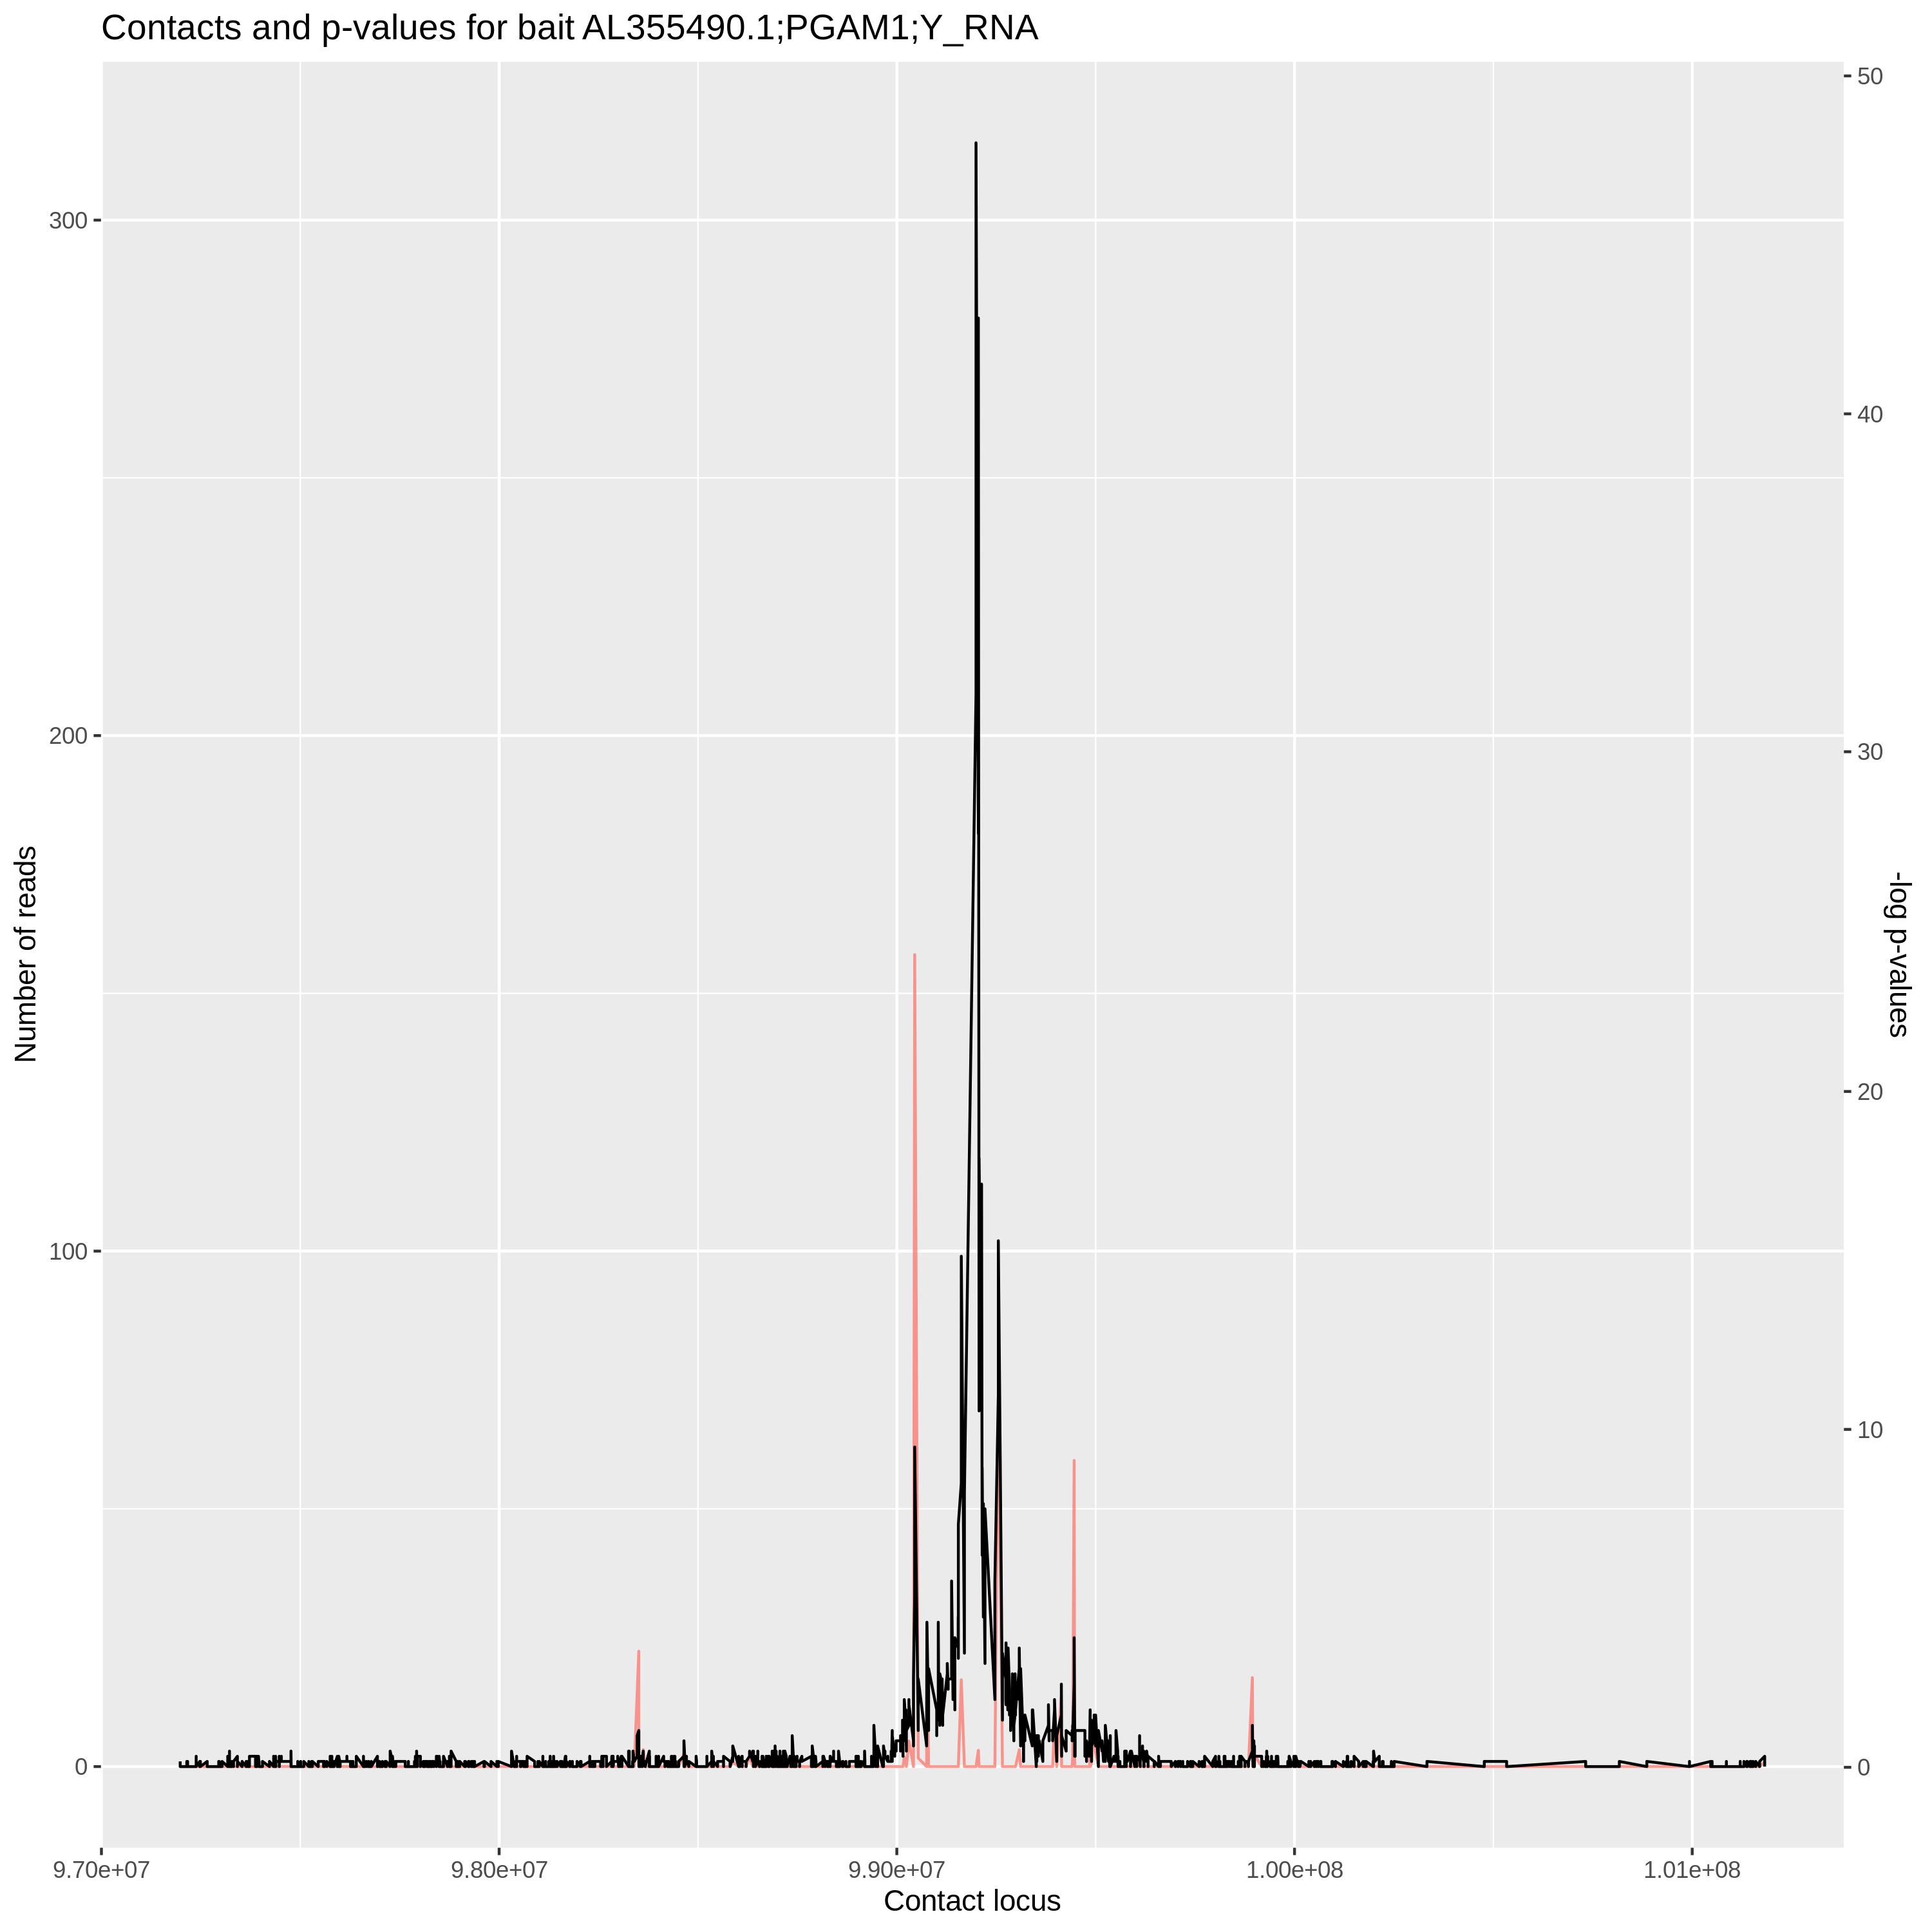 Contacts and p-values for bait AL355490.1;PGAM1;Y_RNA
Number of reads
300
200
100
0
50
40
30
20
10
0
-log p-values
9.70e+07
9.80e+07
9.90e+07
1.00e+08
1.01e+08
Contact locus